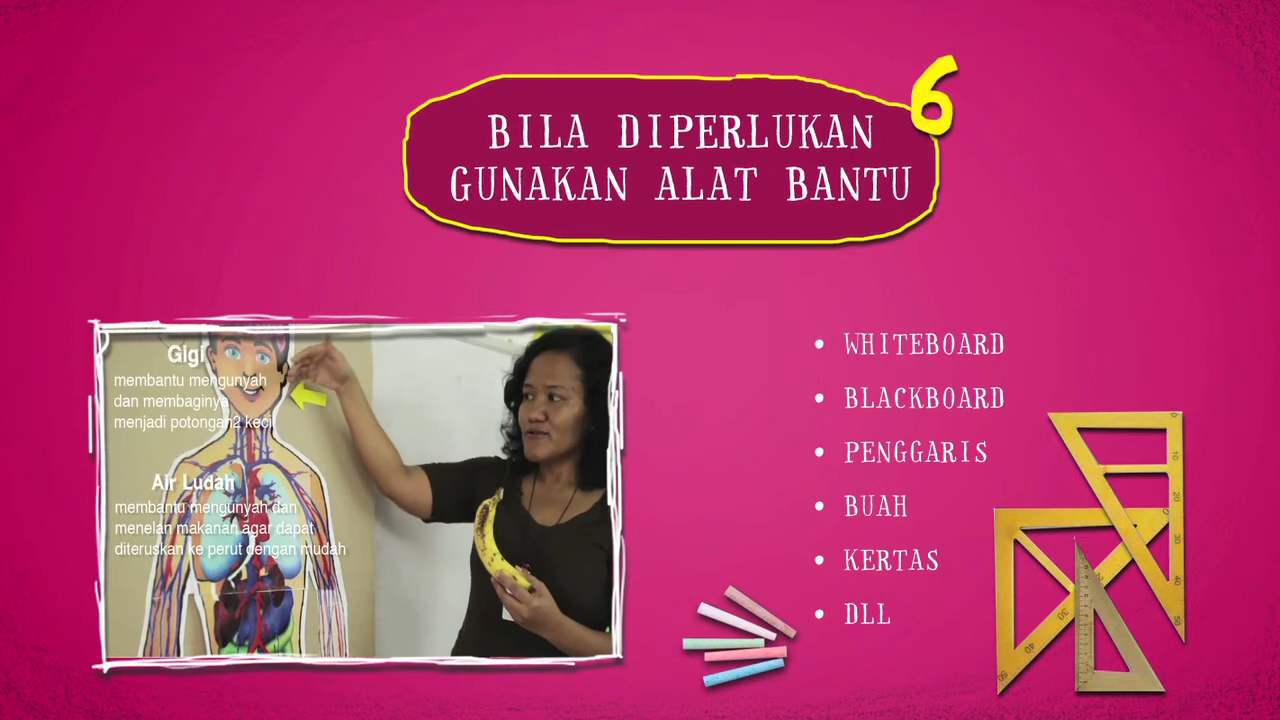 6
BILA DIPERLUKAN
GUNAKAN ALAT BANTU
Gigi
membantu mengunyah
dan membaginya
menjadi potongan2 kecil
Air Ludah
membantu mengunyah dan
menelan makanan agar dapat
diteruskan ke perut dengan mudah
• WHITEBOARD
• BLACKBOARD
• PENGGARIS
• BUAH
• KERTAS
• DLL